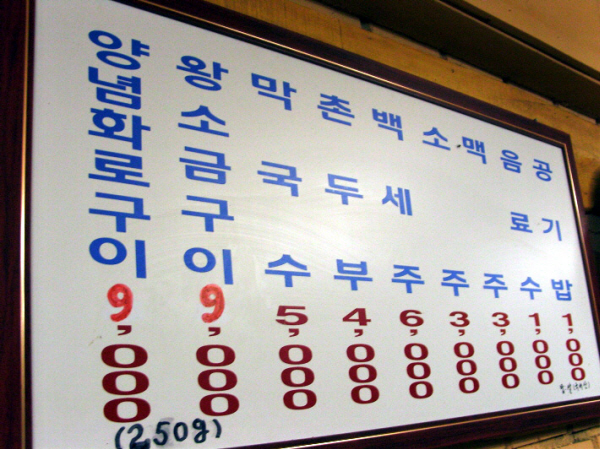 양념화로구이 9,000 (250g)
왕소금구이 9,000
막국수 5,000
촌두부 4,000
백세주 6,000
소주 3,000
맥주 3,000
음료수 1,000
공기밥 1,000